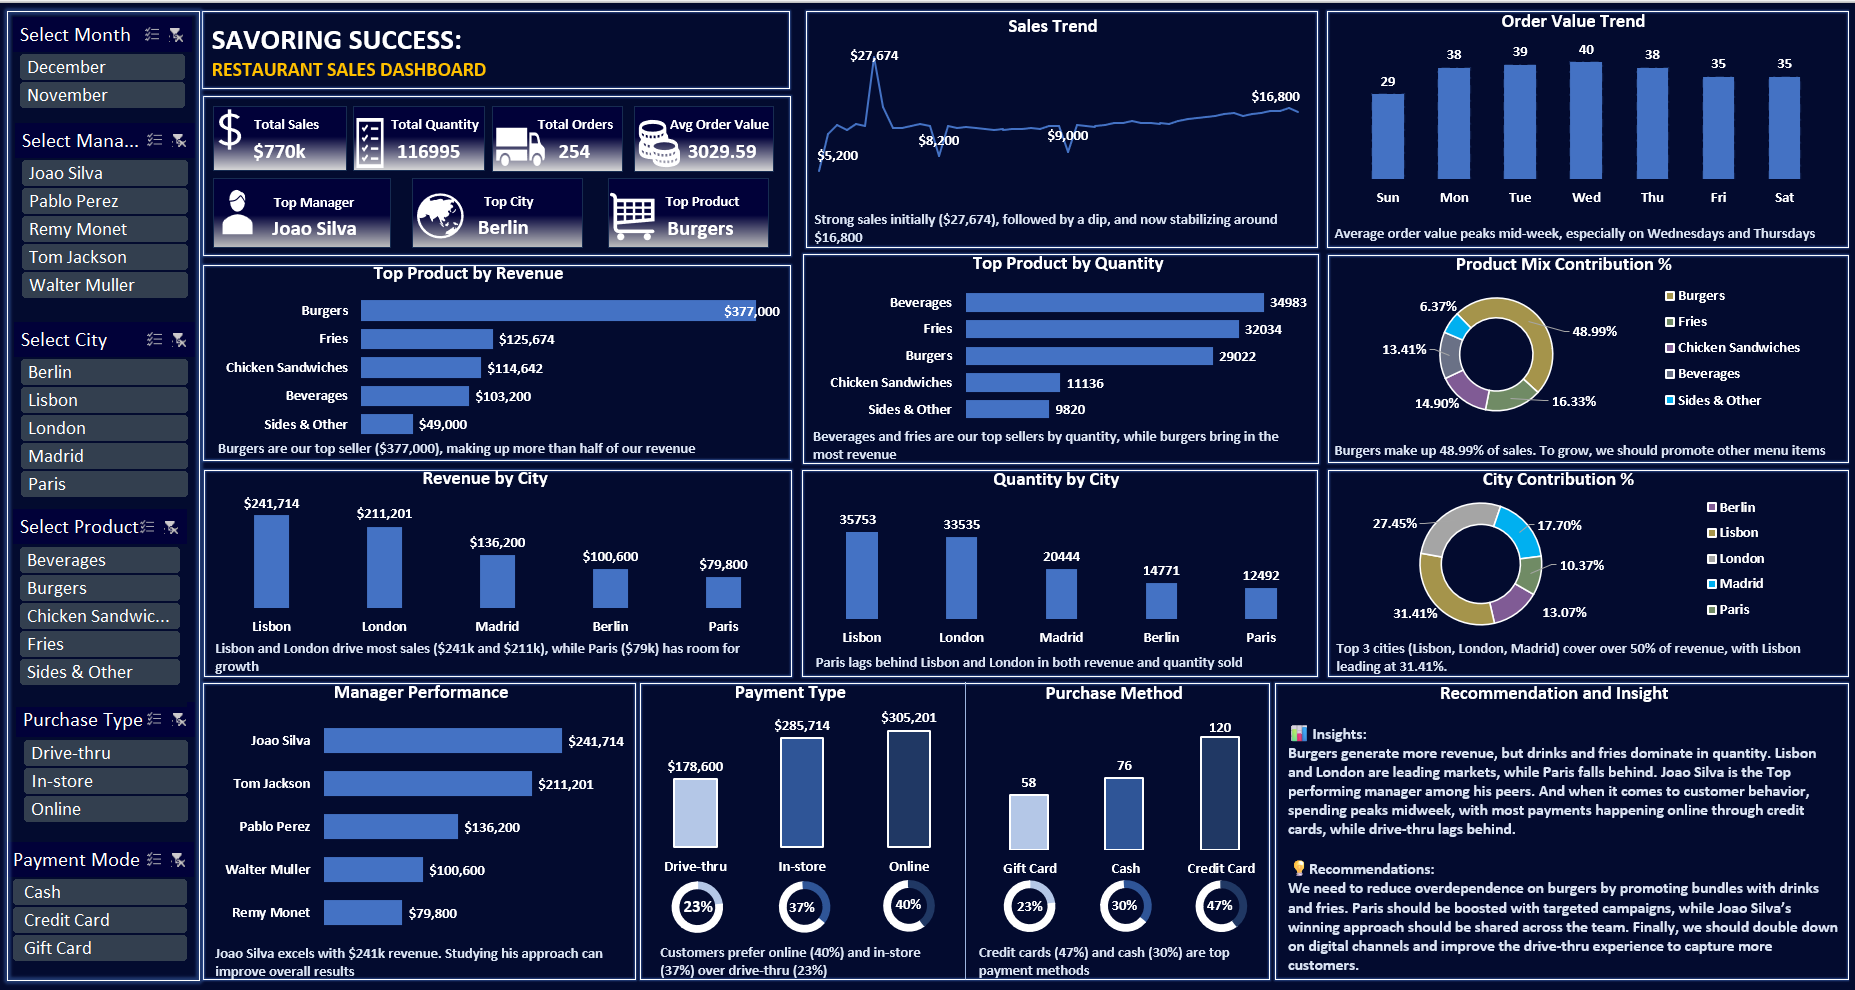 Select Month
December
November
Select Mana...
Joao Silva
Pablo Perez
Remy Monet
Tom Jackson
Walter Muller
Select City
Berlin
Lisbon
London
Madrid
Paris
Select Product
Beverages
Burgers
Chicken Sandwic...
Fries
Sides & Other
Purchase Type
Drive-thru
In-store
Online
Payment Mode
Cash
Credit Card
Gift Card
SAVORING SUCCESS:
RESTAURANT SALES DASHBOARD
Total Sales
$770k
Total Quantity
116995
Total Orders
254
Avg Order Value
3029.59
Top Manager
Joao Silva
Top City
Berlin
Top Product
Burgers
Sales Trend
$27,674
$16,800
$8,200
$9,000
$5,200
Strong sales initially ($27,674), followed by a dip, and now stabilizing around
$16,800
Order Value Trend
29 38 39 40 38 35 35
Sun Mon Tue Wed Thu Fri Sat
Average order value peaks mid-week, especially on Wednesdays and Thursdays
Top Product by Revenue
Burgers $377,000
Fries $125,674
Chicken Sandwiches $114,642
Beverages $103,200
Sides & Other $49,000
Burgers are our top seller ($377,000), making up more than half of our revenue
Top Product by Quantity
Beverages 34983
Fries 32034
Burgers 29022
Chicken Sandwiches 11136
Sides & Other 9820
Beverages and fries are our top sellers by quantity, while burgers bring in the
most revenue
Product Mix Contribution %
6.37%
48.99%
13.41%
14.90%
16.33%
Burgers
Fries
Chicken Sandwiches
Beverages
Sides & Other
Burgers make up 48.99% of sales. To grow, we should promote other menu items
Revenue by City
$241,714 $211,201 $136,200 $100,600 $79,800
Lisbon London Madrid Berlin Paris
Lisbon and London drive most sales ($241k and $211k), while Paris ($79k) has room for
growth
Quantity by City
35753 33535 20444 14771 12492
Lisbon London Madrid Berlin Paris
Paris lags behind Lisbon and London in both revenue and quantity sold
City Contribution %
27.45%
17.70%
10.37%
31.41%
13.07%
Berlin
Lisbon
London
Madrid
Paris
Top 3 cities (Lisbon, London, Madrid) cover over 50% of revenue, with Lisbon
leading at 31.41%.
Manager Performance
Joao Silva $241,714
Tom Jackson $211,201
Pablo Perez $136,200
Walter Muller $100,600
Remy Monet $79,800
Joao Silva excels with $241k revenue. Studying his approach can
improve overall results
Payment Type
$178,600 $285,714 $305,201
Drive-thru In-store Online
23% 37% 40%
Customers prefer online (40%) and in-store
(37%) over drive-thru (23%)
Purchase Method
58 76 120
Gift Card Cash Credit Card
23% 30% 47%
Credit cards (47%) and cash (30%) are top
payment methods
Recommendation and Insight
Insights:
Burgers generate more revenue, but drinks and fries dominate in quantity. Lisbon
and London are leading markets, while Paris falls behind. Joao Silva is the Top
performing manager among his peers. And when it comes to customer behavior,
spending peaks midweek, with most payments happening online through credit
cards, while drive-thru lags behind.
Recommendations:
We need to reduce overdependence on burgers by promoting bundles with drinks
and fries. Paris should be boosted with targeted campaigns, while Joao Silva's
winning approach should be shared across the team. Finally, we should double down
on digital channels and improve the drive-thru experience to capture more
customers.